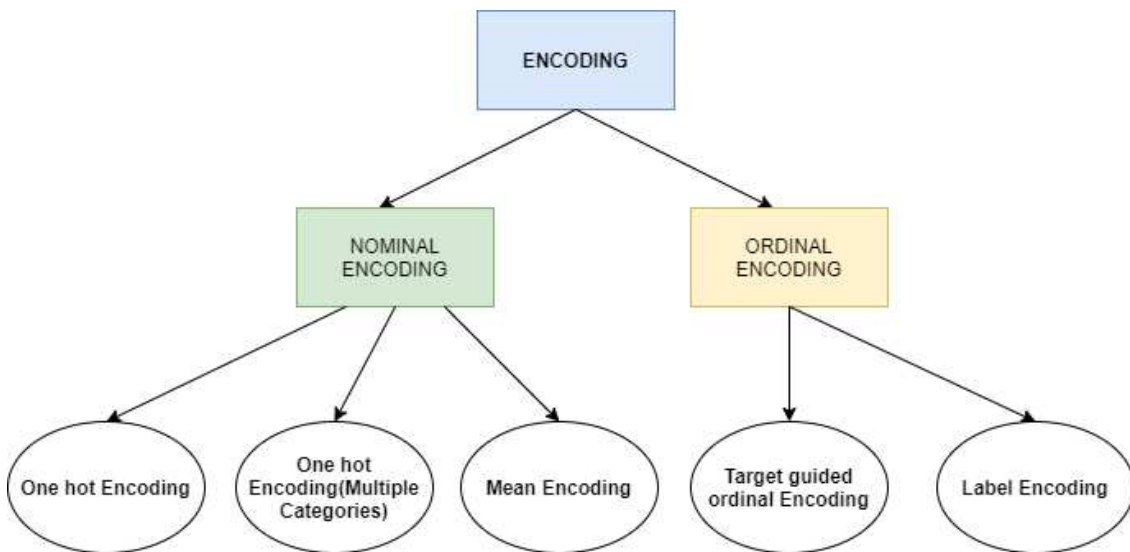 ENCODING
NOMINAL
ENCODING
ORDINAL
ENCODING
One hot Encoding
One hot
Encoding(Multiple
Categories)
Mean Encoding
Target guided
ordinal Encoding
Label Encoding